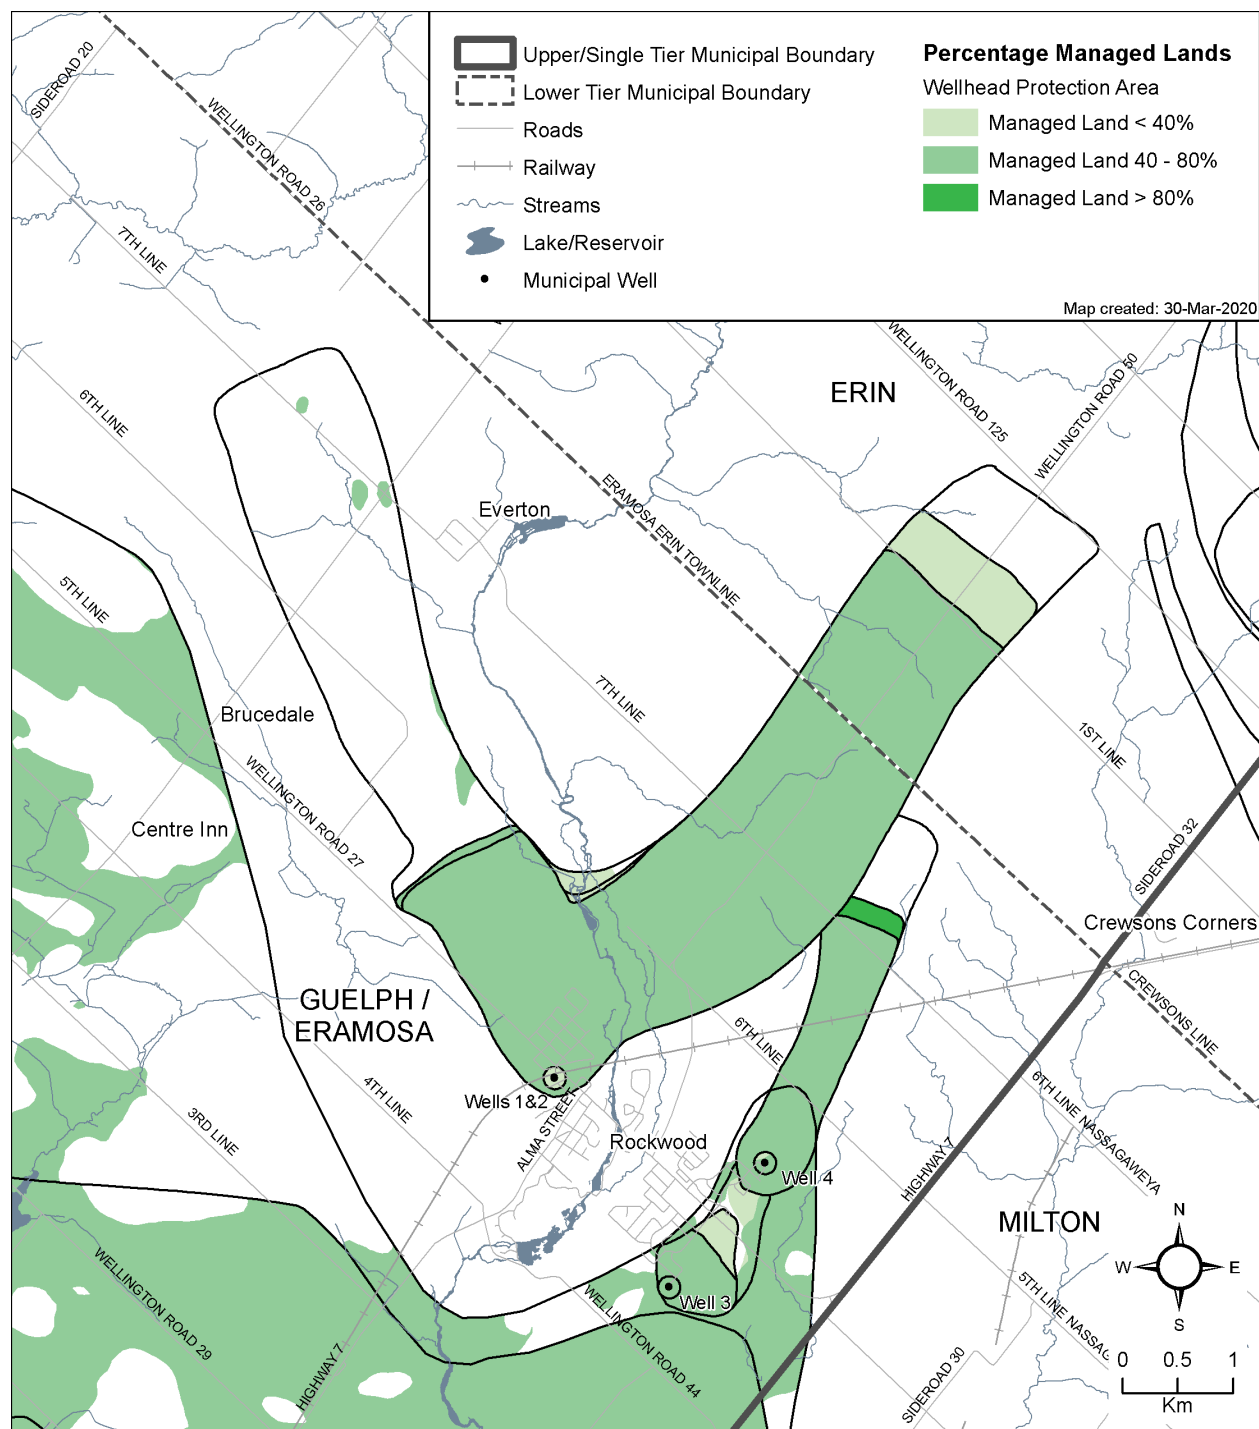 Upper/Single Tier Municipal Boundary
Lower Tier Municipal Boundary
Roads
Railway
Streams
Lake/Reservoir
Municipal Well
Percentage Managed Lands
Wellhead Protection Area
Managed Land < 40%
Managed Land 40 - 80%
Managed Land > 80%
Map created: 30-Mar-2020
SIDEROAD 20
WELLINGTON ROAD 26
7TH LINE
6TH LINE
5TH LINE
ERIN
WELLINGTON ROAD 125
WELLINGTON ROAD 50
Everton
ERAMOSA ERIN TOWNLINE
7TH LINE
Brucedale
WELLINGTON ROAD 27
Centre Inn
1ST LINE
SIDEROAD 32
Crewsons Corners
CREWSONS LINE
GUELPH /
ERAMOSA
6TH LINE
4TH LINE
3RD LINE
Wells 1&2
ALMA STREET
Rockwood
Well 4
HIGHWAY 7
6TH LINE NASSAGAWEYA
MILTON
Well 3
WELLINGTON ROAD 29
HIGHWAY 7
WELLINGTON ROAD 44
5TH LINE NASSAG
SIDEROAD 30
N
W
E
S
0 0.5 1
Km